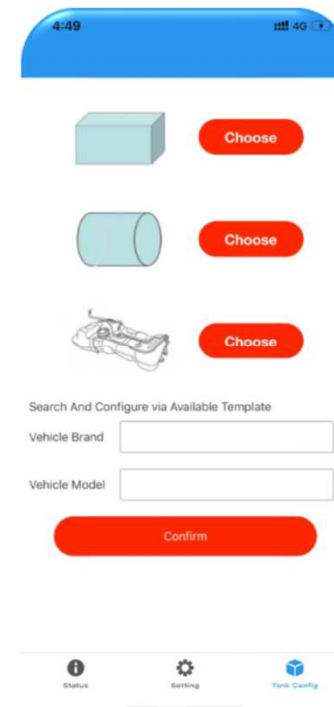 4:49
4G
Choose
Choose
Choose
Search And Configure via Available Template
Vehicle Brand
Vehicle Model
Confirm
Status
Setting
Tank Config